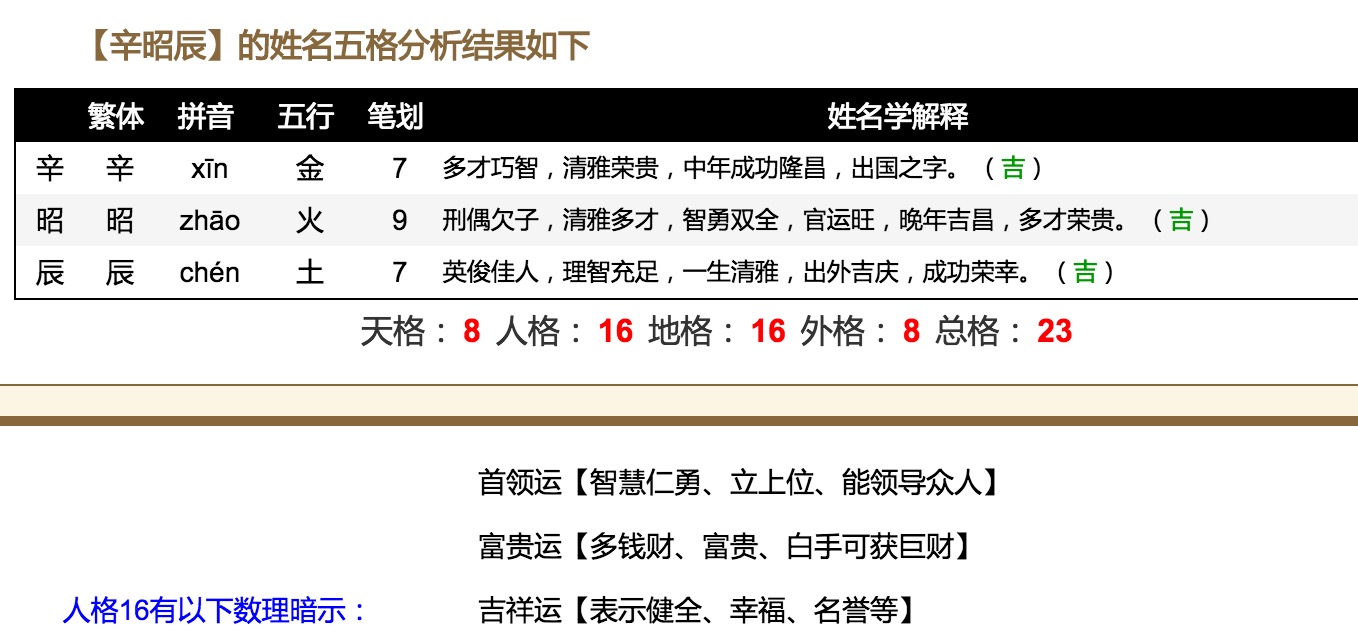 【辛昭辰】的姓名五格分析结果如下
繁体 拼音 五行 笔划 姓名学解释
辛 辛 xīn 金 7 多才巧智，清雅荣贵，中年成功隆昌，出国之字。（吉）
昭 昭 zhāo 火 9 刑偶欠子，清雅多才，智勇双全，官运旺，晚年吉昌，多才荣贵。（吉）
辰 辰 chén 土 7 英俊佳人，理智充足，一生清雅，出外吉庆，成功荣幸。（吉）
天格：8 人格：16 地格：16 外格：8 总格：23
首领运【智慧仁勇、立上位、能领导众人】
富贵运【多钱财、富贵、白手可获巨财】
人格16有以下数理暗示： 吉祥运【表示健全、幸福、名誉等】